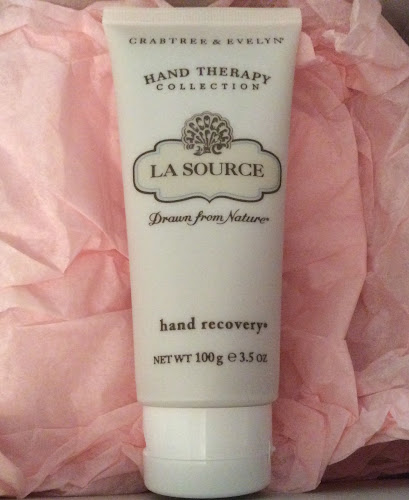 CRABTREE & EVELYN®
HAND THERAPY
COLLECTION
LA SOURCE
Drawn from Nature®
hand recovery®
NET WT 100g ℮ 3.5 OZ